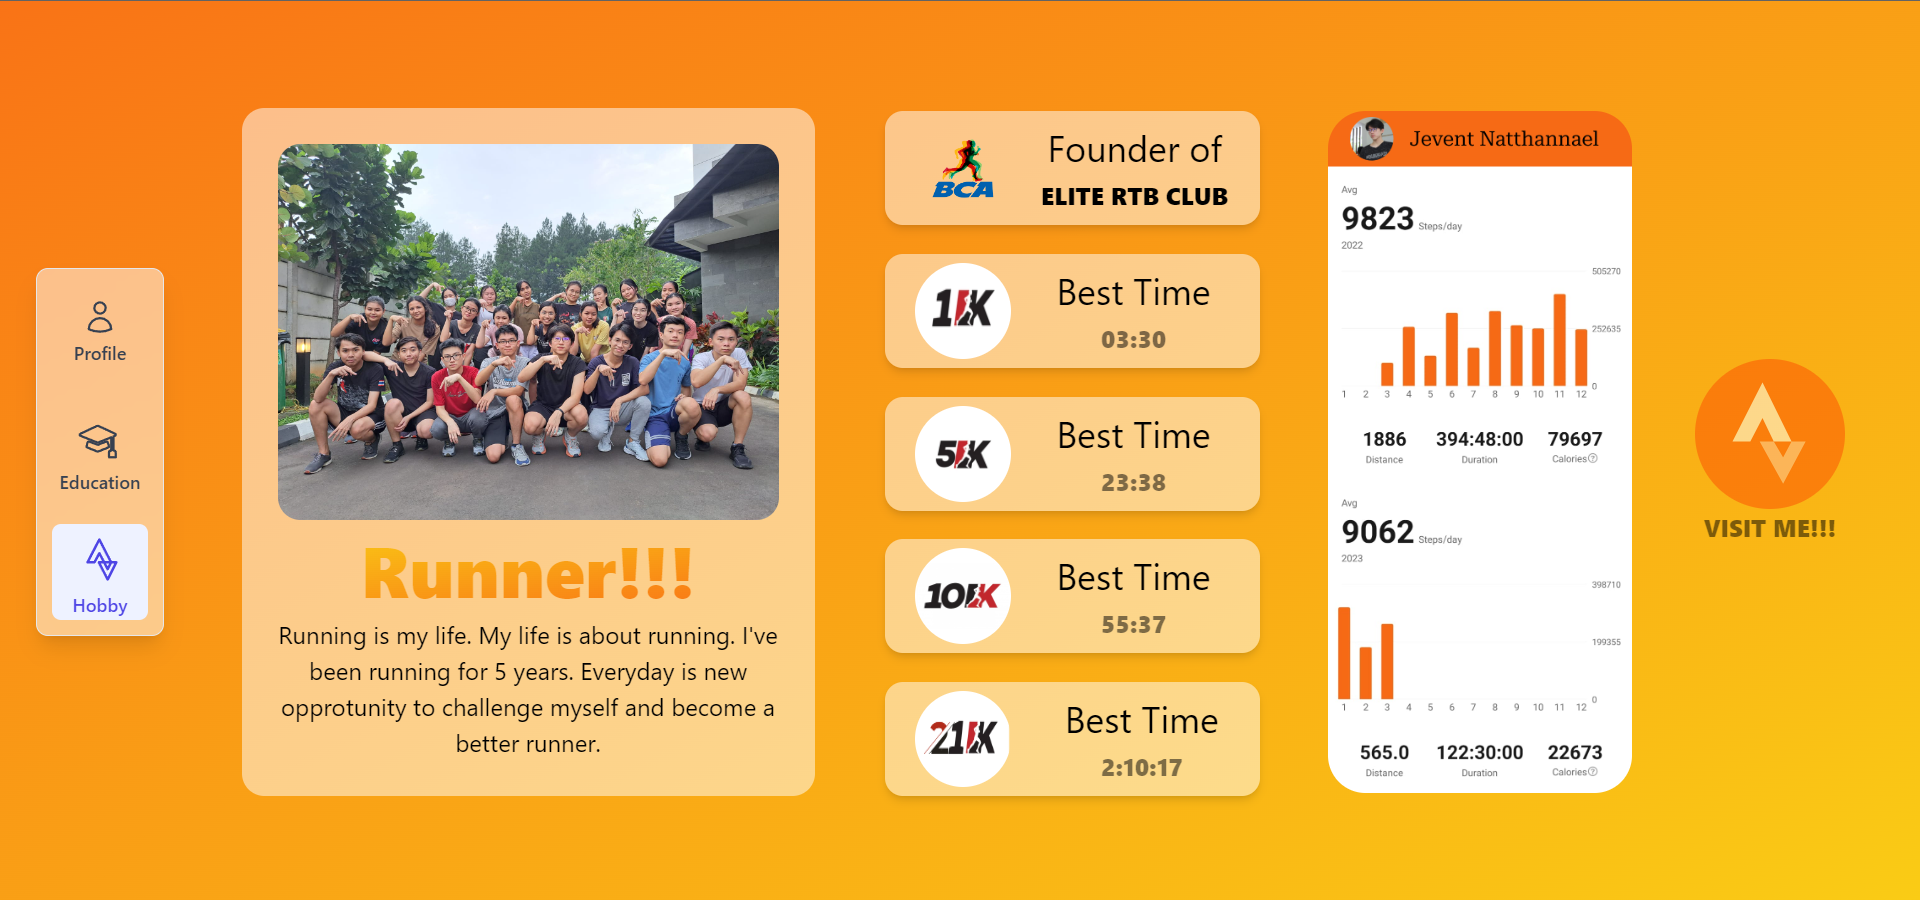 Profile
Education
Hobby
Runner!!!
Running is my life. My life is about running. I've
been running for 5 years. Everyday is new
opprotunity to challenge myself and become a
better runner.
BCA
Founder of
ELITE RTB CLUB
1K
Best Time
03:30
5K
Best Time
23:38
10K
Best Time
55:37
21K
Best Time
2:10:17
Jevent Natthannael
Avg
9823 Steps/day
2022
505270
252635
0
1 2 3 4 5 6 7 8 9 10 11 12
1886 394:48:00 79697
Distance Duration Calories?
Avg
9062 Steps/day
2023
398710
199355
0
1 2 3 4 5 6 7 8 9 10 11 12
565.0 122:30:00 22673
Distance Duration Calories?
VISIT ME!!!